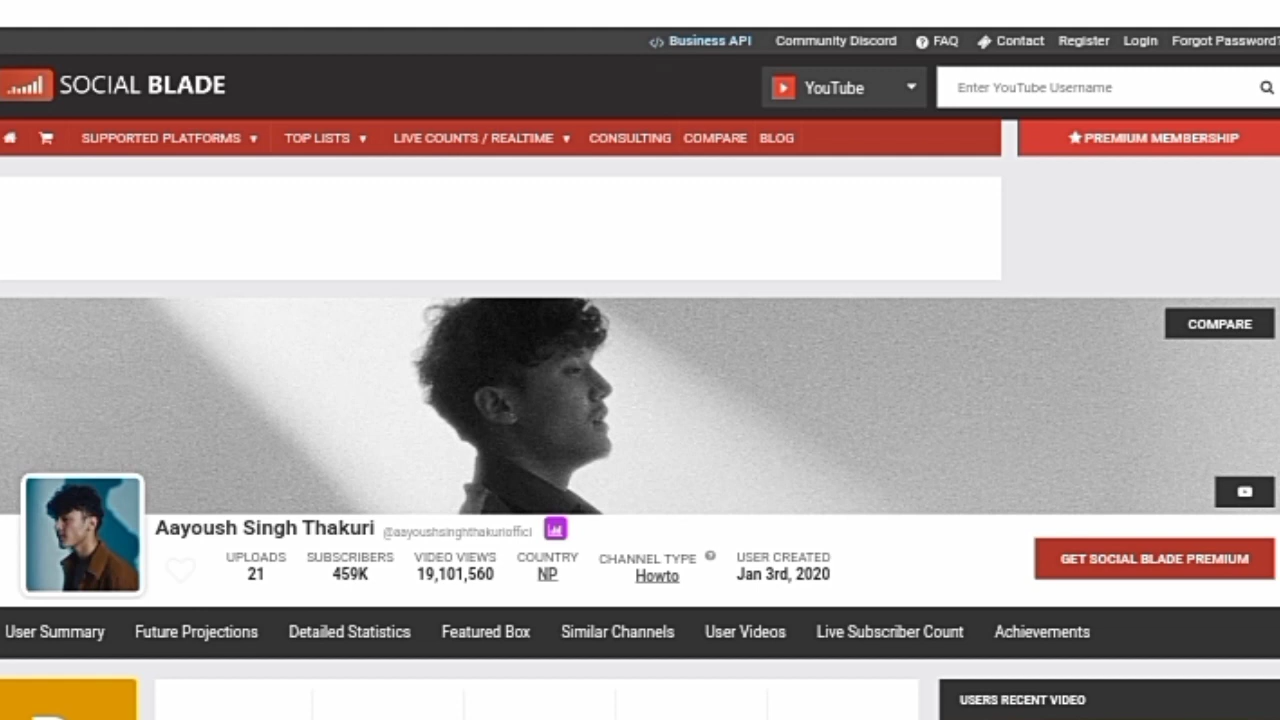 Business API Community Discord FAQ Contact Register Login Forgot Password?
SOCIAL BLADE
YouTube
Enter YouTube Username
SUPPORTED PLATFORMS TOP LISTS LIVE COUNTS / REALTIME CONSULTING COMPARE BLOG
PREMIUM MEMBERSHIP
COMPARE
Aayoush Singh Thakuri @aayoushsinghthakurioffici
UPLOADS SUBSCRIBERS VIDEO VIEWS COUNTRY CHANNEL TYPE USER CREATED
21 459K 19,101,560 NP Howto Jan 3rd, 2020
GET SOCIAL BLADE PREMIUM
User Summary Future Projections Detailed Statistics Featured Box Similar Channels User Videos Live Subscriber Count Achievements
USERS RECENT VIDEO